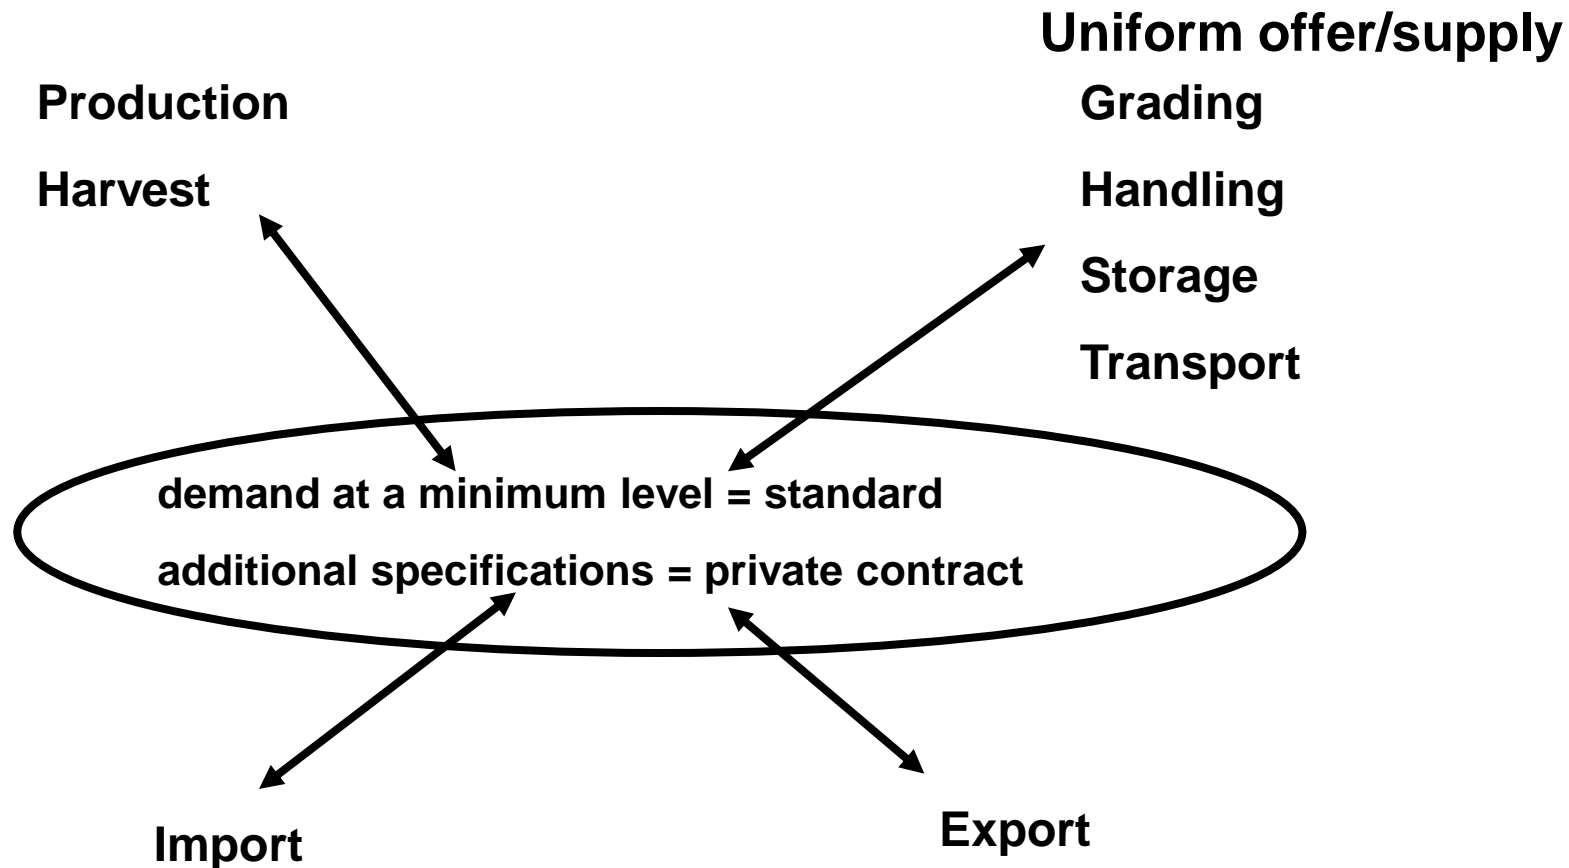 Uniform offer/supply
Production
Harvest
Grading
Handling
Storage
Transport
demand at a minimum level = standard
additional specifications = private contract
Import
Export